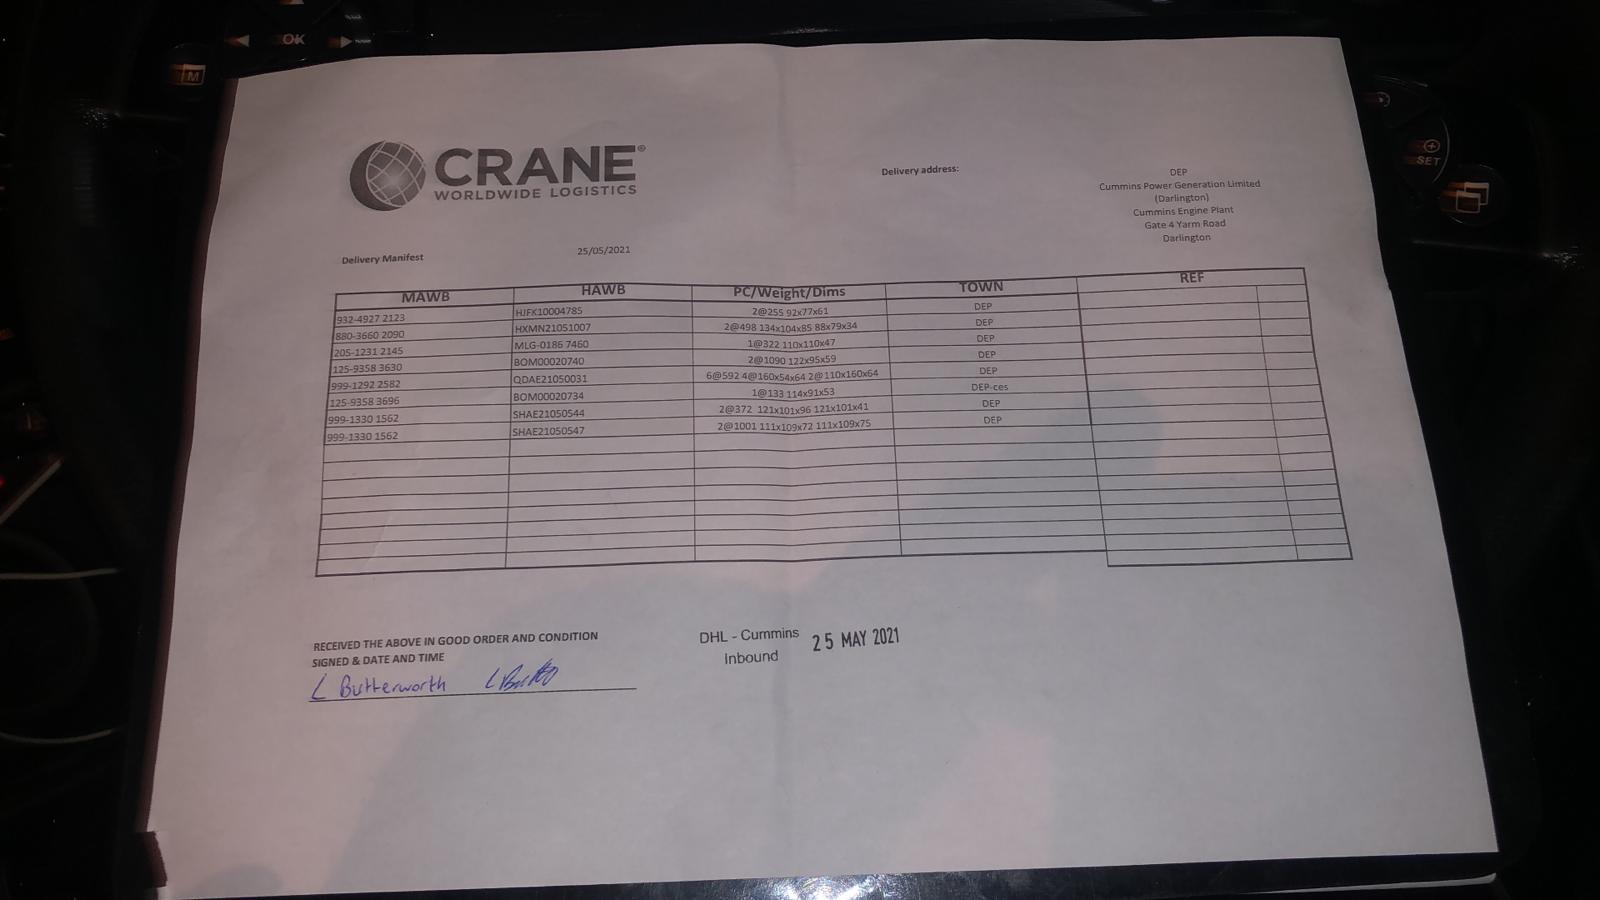 OK
M
SET
CRANE®
WORLDWIDE LOGISTICS
Delivery address:
DEP
Cummins Power Generation Limited
(Darlington)
Cummins Engine Plant
Gate 4 Yarm Road
Darlington
Delivery Manifest 25/05/2021
MAWB HAWB PC/Weight/Dims TOWN REF
932-4927 2123 HJFK10004785 2@255 92x77x61 DEP
880-3660 2090 HXMN21051007 2@498 134x104x85 88x79x34 DEP
205-1231 2145 MLG-0186 7460 1@322 110x110x47 DEP
125-9358 3630 BOM00020740 2@1090 122x95x59 DEP
999-1292 2582 QDAE21050031 6@592 4@160x54x64 2@110x160x64 DEP
125-9358 3696 BOM00020734 1@133 114x91x53 DEP-ces
999-1330 1562 SHAE21050544 2@372 121x101x96 121x101x41 DEP
999-1330 1562 SHAE21050547 2@1001 111x109x72 111x109x75 DEP
RECEIVED THE ABOVE IN GOOD ORDER AND CONDITION
SIGNED & DATE AND TIME
L Butterworth
DHL - Cummins 25 MAY 2021
Inbound